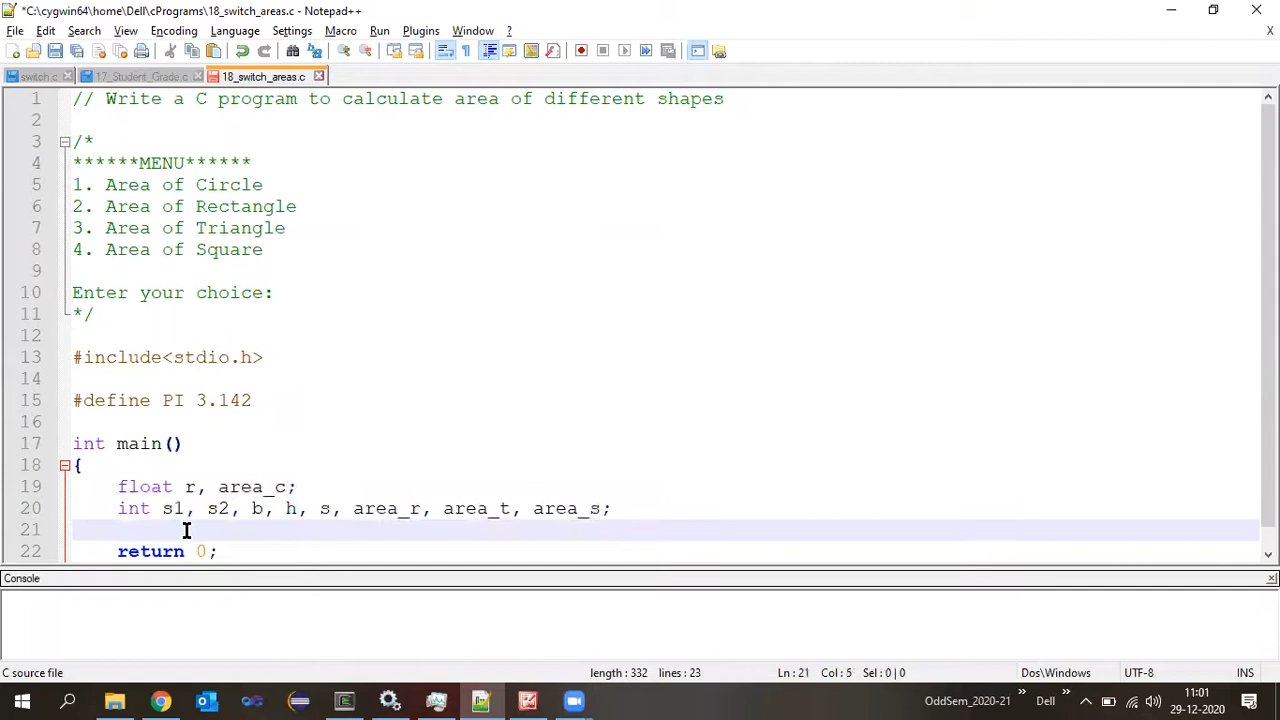 *C:\cygwin64\home\Dell\cPrograms\18_switch_areas.c - Notepad++
File Edit Search View Encoding Language Settings Macro Run Plugins Window ? X
switch.c 17_Student_Grade.c 18_switch_areas.c
1 // Write a C program to calculate area of different shapes
2
3 /*
4 ******MENU******
5 1. Area of Circle
6 2. Area of Rectangle
7 3. Area of Triangle
8 4. Area of Square
9
10 Enter your choice:
11 */
12
13 #include<stdio.h>
14
15 #define PI 3.142
16
17 int main()
18 {
19 float r, area_c;
20 int s1, s2, b, h, s, area_r, area_t, area_s;
21
22 return 0;
Console
C source file length : 332 lines : 23 Ln : 21 Col : 5 Sel : 0 | 0 Dos\Windows UTF-8 INS
OddSem_2020-21 » Dell » 11:01
29-12-2020